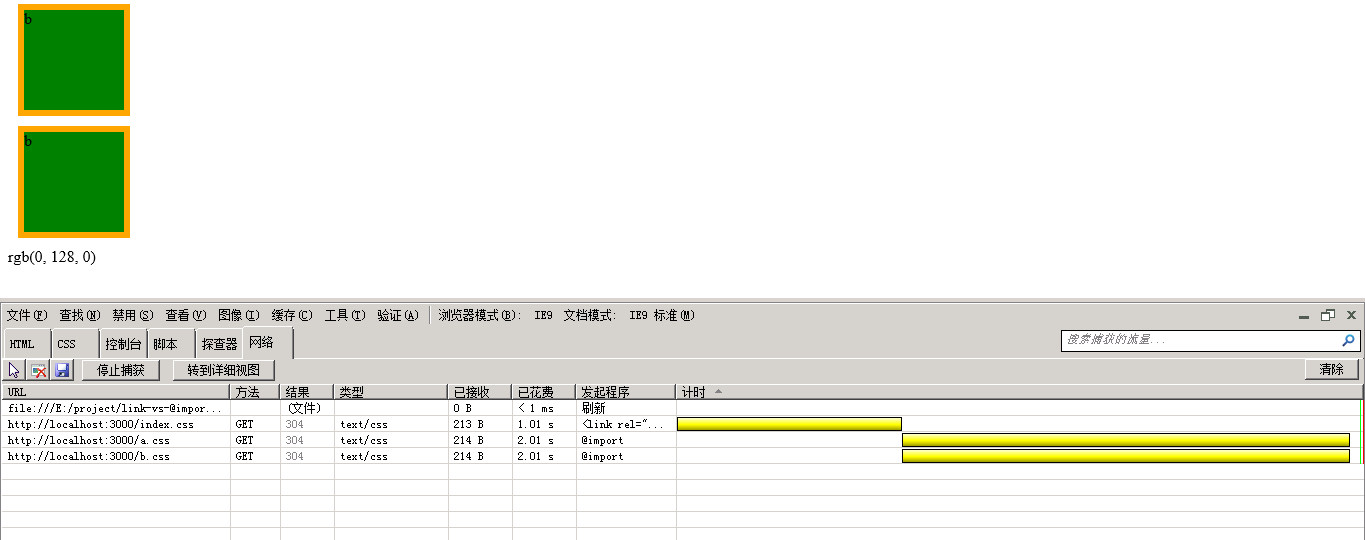 b
b
rgb(0, 128, 0)
文件(F) 查找(N) 禁用(S) 查看(V) 图像(I) 缓存(C) 工具(T) 验证(A) 浏览器模式(B): IE9 文档模式: IE9 标准(M)
HTML CSS 控制台 脚本 探查器 网络 搜索捕获的流量...
停止捕获 转到详细视图 清除
URL 方法 结果 类型 已接收 已花费 发起程序 计时
file:///E:/project/link-vs-@impor... (文件) 0 B < 1 ms 刷新
http://localhost:3000/index.css GET 304 text/css 213 B 1.01 s <link rel="...
http://localhost:3000/a.css GET 304 text/css 214 B 2.01 s @import
http://localhost:3000/b.css GET 304 text/css 214 B 2.01 s @import